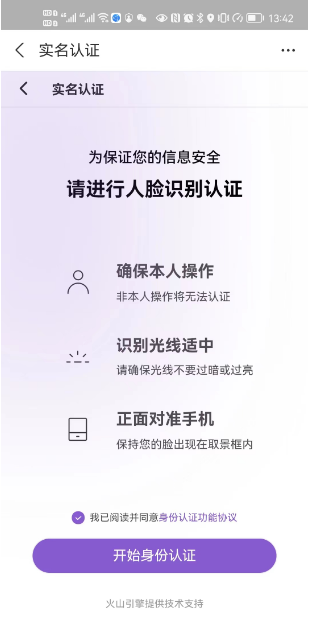 13:42
实名认证
实名认证
为保证您的信息安全
请进行人脸识别认证
确保本人操作
非本人操作将无法认证
识别光线适中
请确保光线不要过暗或过亮
正面对准手机
保持您的脸出现在取景框内
我已阅读并同意身份认证功能协议
开始身份认证
火山引擎提供技术支持